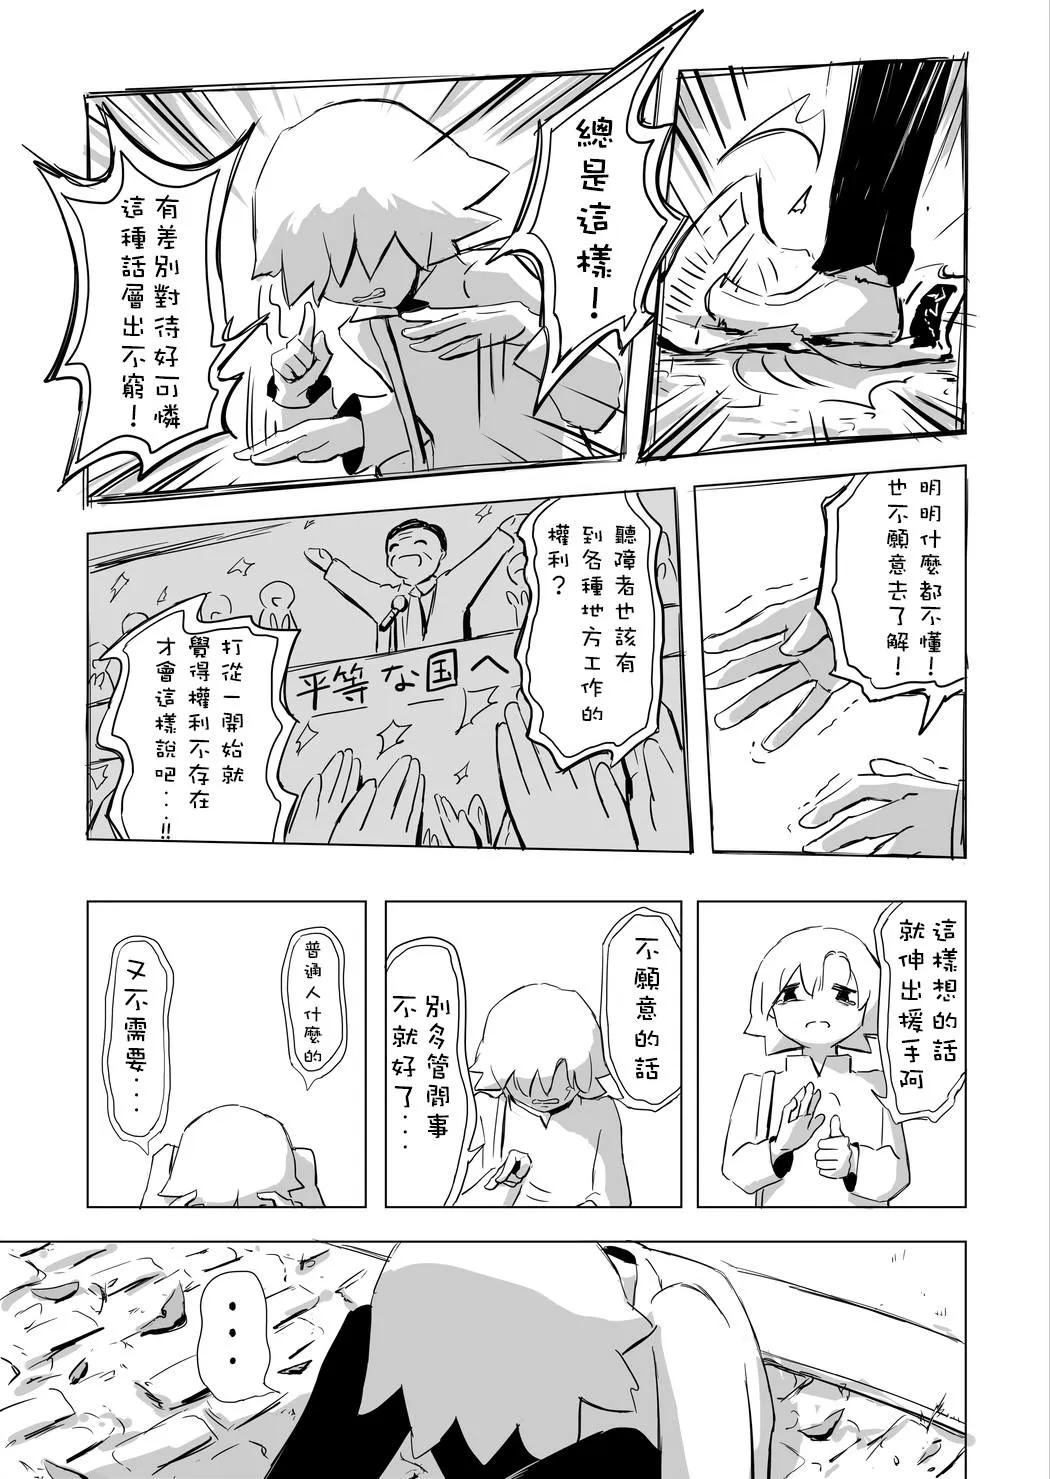 總是這樣！
有差別對待好可憐
這種話層出不窮！
明明什麼都不懂！
也不願意去了解！
聽障者也該有
到各種地方工作的
權利？
平等な国へ
打從一開始就
覺得權利不存在
才會這樣說吧...!!
這樣想的話
就伸出援手阿
不願意的話
別多管閒事
不就好了....
普通人什麼的
又不需要...
...